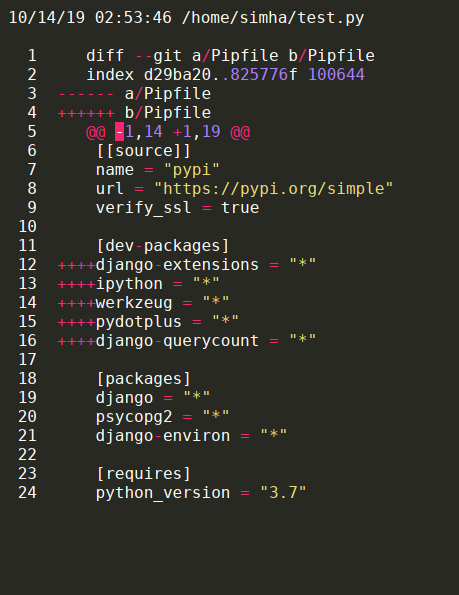 10/14/19 02:53:46 /home/simha/test.py
1 diff --git a/Pipfile b/Pipfile
2 index d29ba20..825776f 100644
3 ------ a/Pipfile
4 ++++++ b/Pipfile
5 @@ -1,14 +1,19 @@
6 [[source]]
7 name = "pypi"
8 url = "https://pypi.org/simple"
9 verify_ssl = true
10
11 [dev-packages]
12 ++++django-extensions = "*"
13 ++++ipython = "*"
14 ++++werkzeug = "*"
15 ++++pydotplus = "*"
16 ++++django-querycount = "*"
17
18 [packages]
19 django = "*"
20 psycopg2 = "*"
21 django-environ = "*"
22
23 [requires]
24 python_version = "3.7"